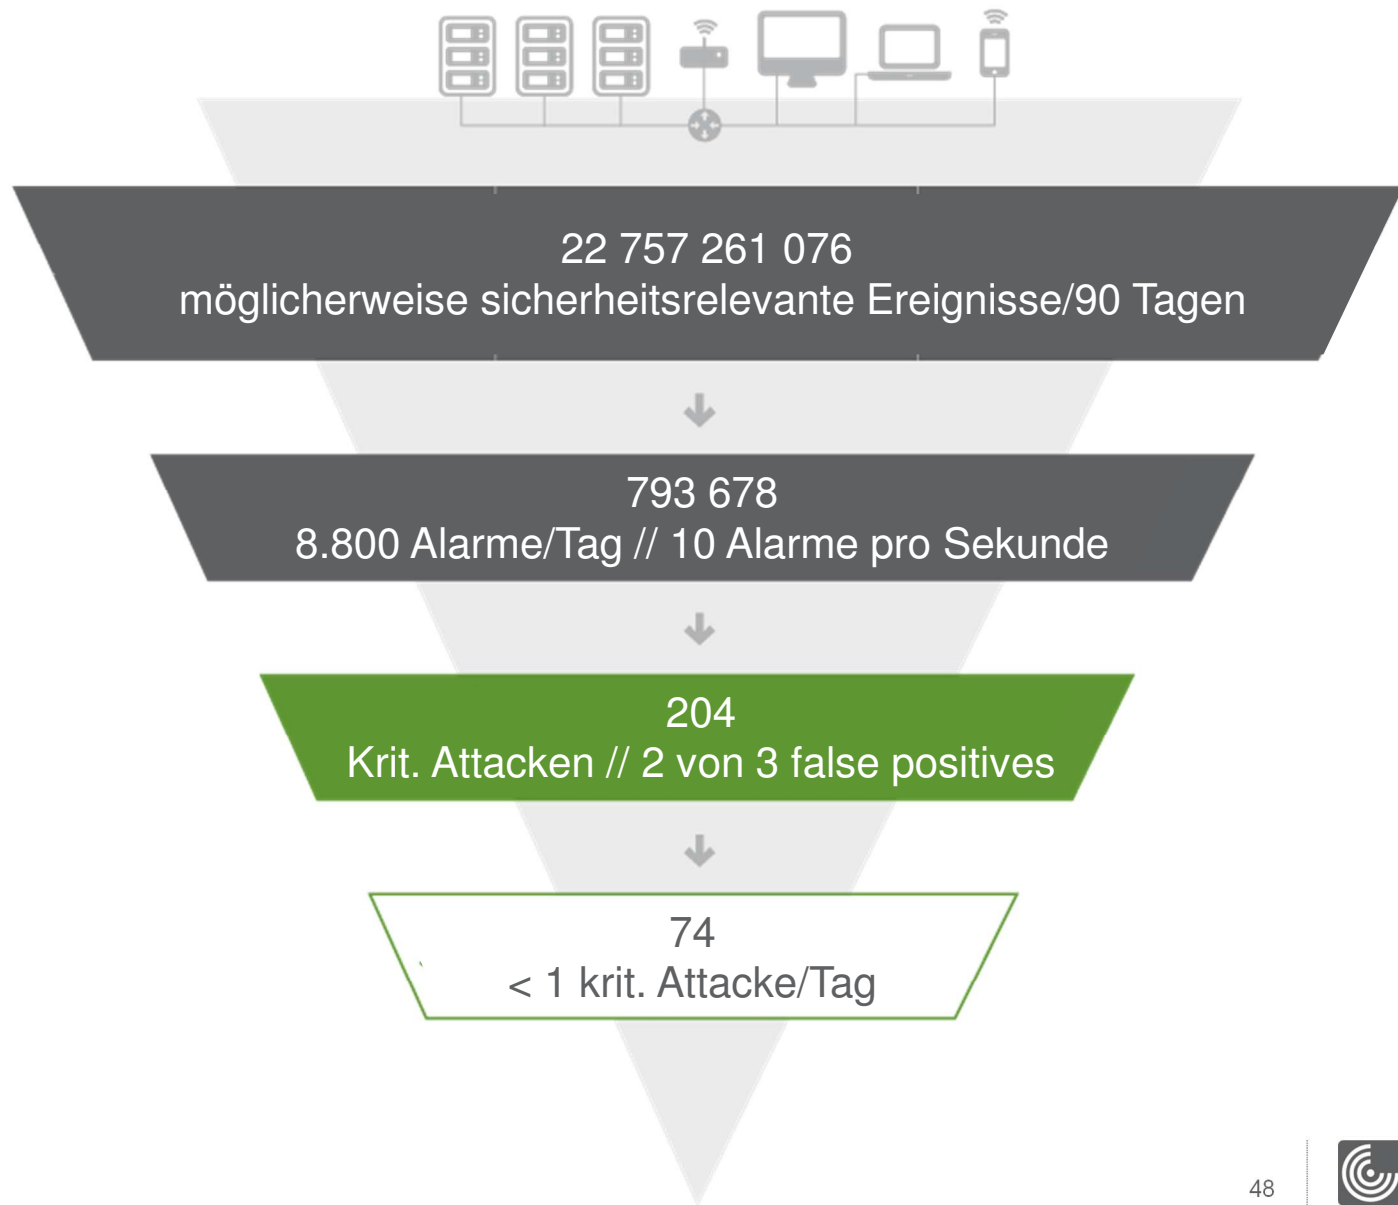 22 757 261 076
möglicherweise sicherheitsrelevante Ereignisse/90 Tagen
793 678
8.800 Alarme/Tag // 10 Alarme pro Sekunde
204
Krit. Attacken // 2 von 3 false positives
74
< 1 krit. Attacke/Tag
48